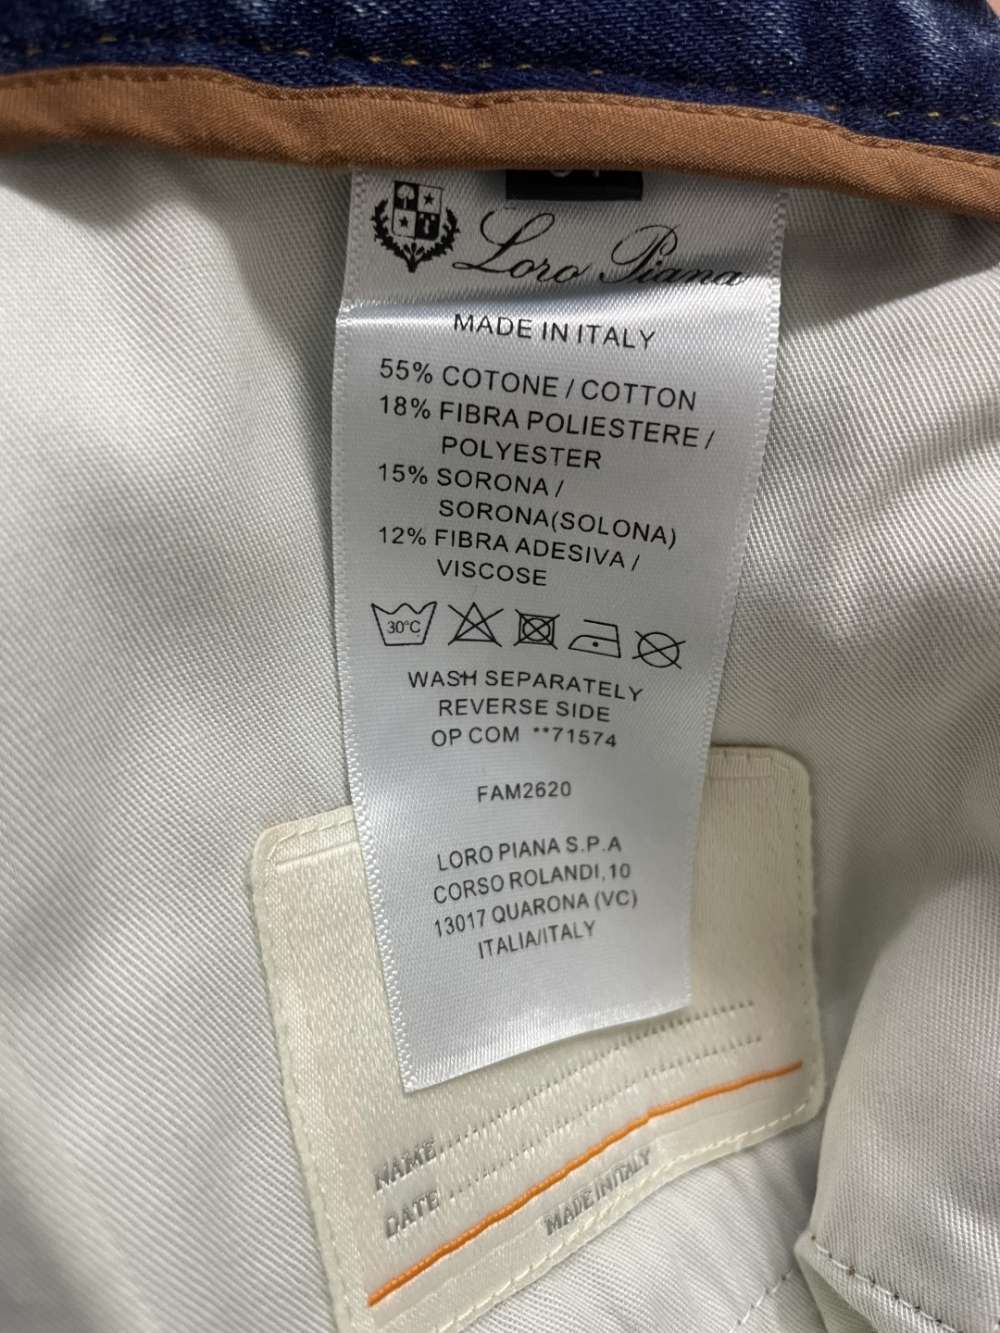 Loro Piana
MADE IN ITALY
55% COTONE / COTTON
18% FIBRA POLIESTERE /
POLYESTER
15% SORONA /
SORONA(SOLONA)
12% FIBRA ADESIVA /
VISCOSE
30°C
WASH SEPARATELY
REVERSE SIDE
OP COM **71574
FAM2620
LORO PIANA S.P.A
CORSO ROLANDI,10
13017 QUARONA (VC)
ITALIA/ITALY
NAME
DATE
MADE IN ITALY